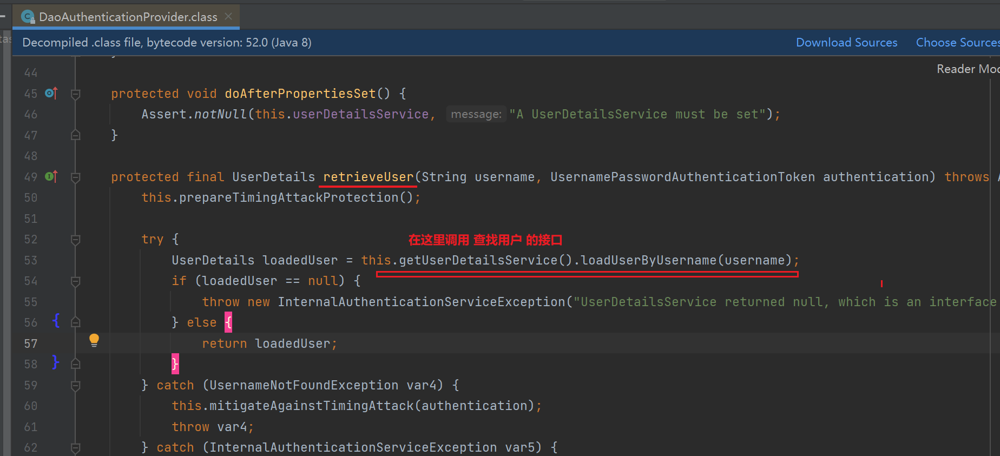 DaoAuthenticationProvider.class
Decompiled .class file, bytecode version: 52.0 (Java 8) Download Sources Choose Sources
Reader Mod
44
45 protected void doAfterPropertiesSet() {
46 Assert.notNull(this.userDetailsService, message: "A UserDetailsService must be set");
47 }
48
49 protected final UserDetails retrieveUser(String username, UsernamePasswordAuthenticationToken authentication) throws A
50 this.prepareTimingAttackProtection();
51
52 try {
在这里调用 查找用户 的接口
53 UserDetails loadedUser = this.getUserDetailsService().loadUserByUsername(username);
54 if (loadedUser == null) {
55 throw new InternalAuthenticationServiceException("UserDetailsService returned null, which is an interface
56 } else {
57 return loadedUser;
58 }
59 } catch (UsernameNotFoundException var4) {
60 this.mitigateAgainstTimingAttack(authentication);
61 throw var4;
62 } catch (InternalAuthenticationServiceException var5) {